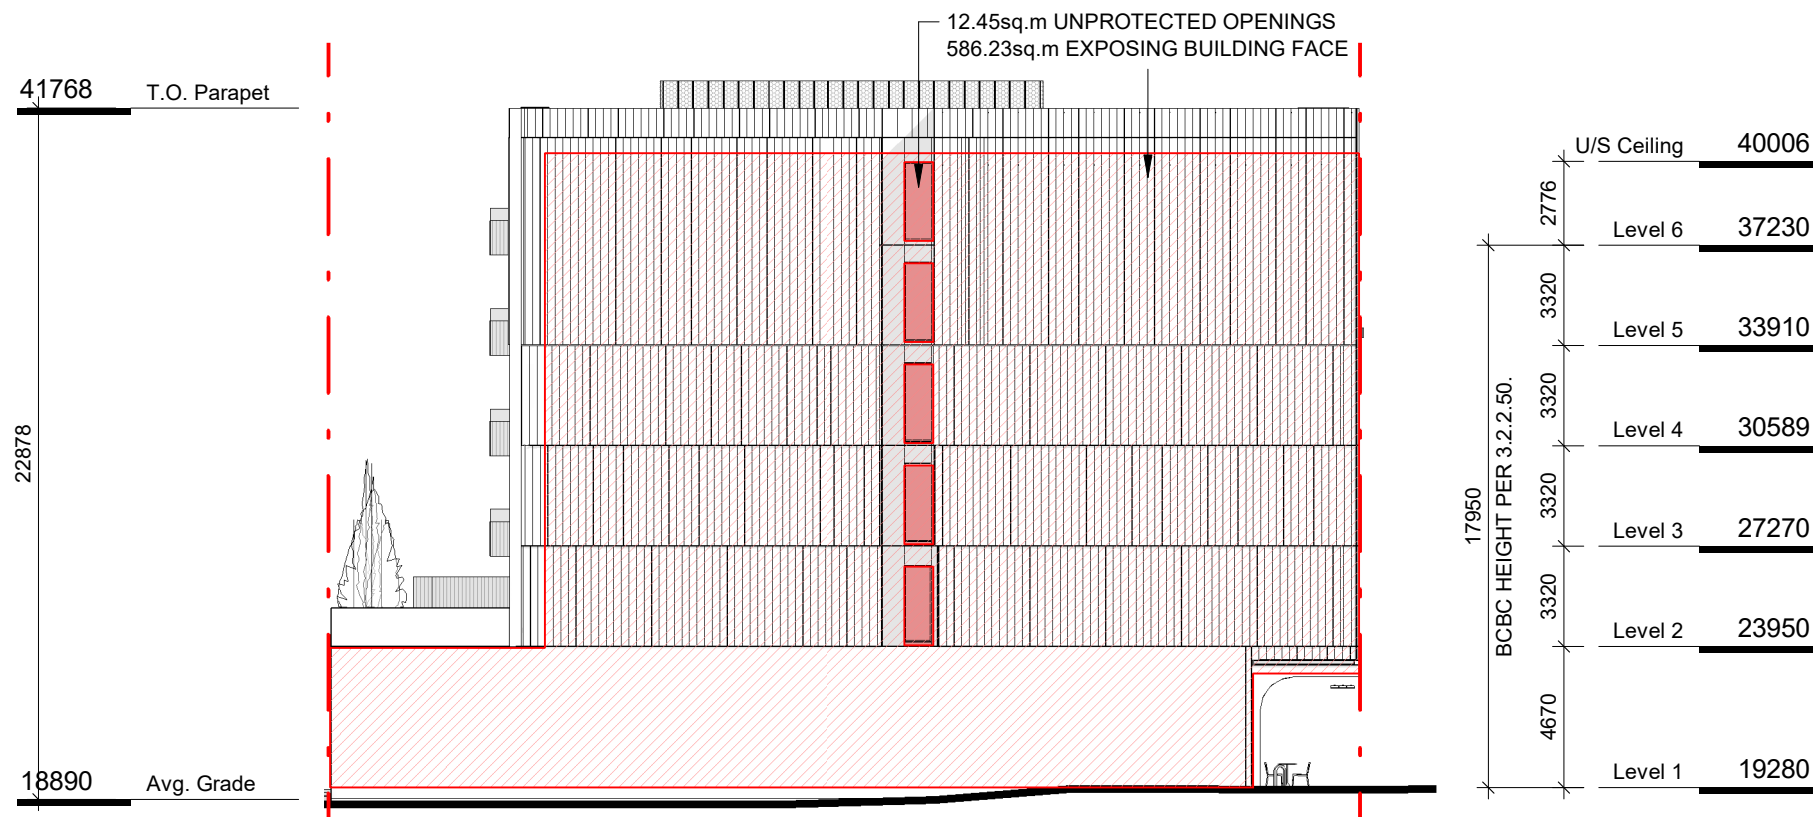 12.45sq.m UNPROTECTED OPENINGS
586.23sq.m EXPOSING BUILDING FACE
41768 T.O. Parapet
22878
18890 Avg. Grade
U/S Ceiling 40006
2776
Level 6 37230
3320
Level 5 33910
3320
Level 4 30589
3320
Level 3 27270
3320
Level 2 23950
4670
Level 1 19280
17950
BCBC HEIGHT PER 3.2.2.50.